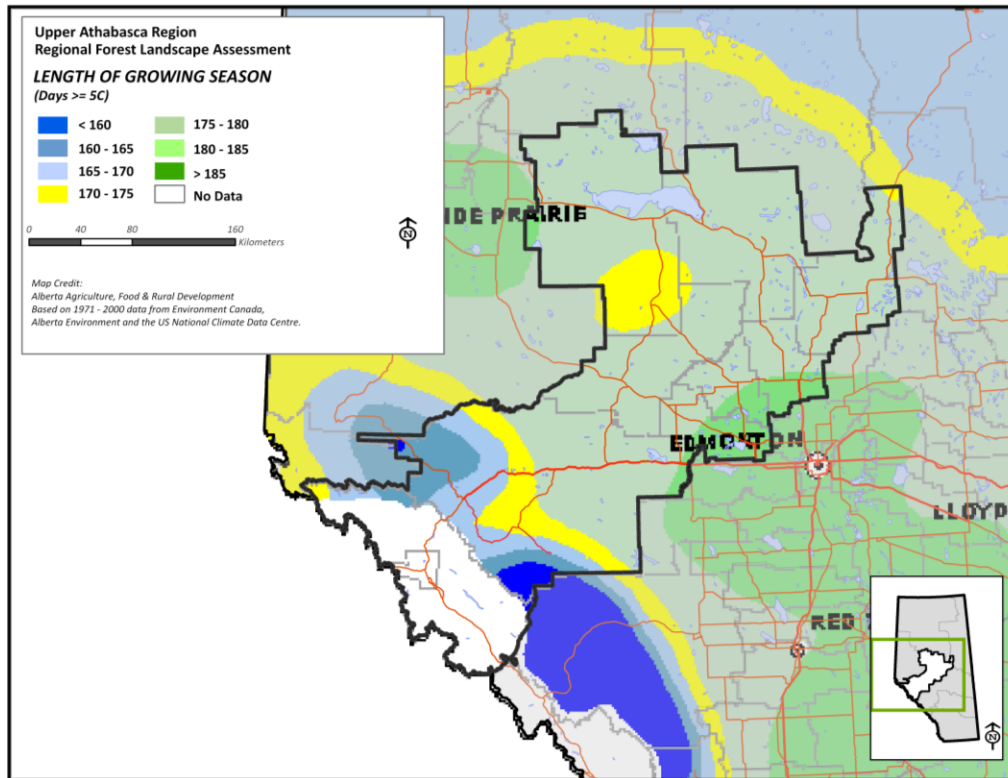 Upper Athabasca Region
Regional Forest Landscape Assessment
LENGTH OF GROWING SEASON
(Days >= 5C)
< 160
160 - 165
165 - 170
170 - 175
175 - 180
180 - 185
> 185
No Data
0 40 80 160
Kilometers
N
Map Credit:
Alberta Agriculture, Food & Rural Development
Based on 1971 - 2000 data from Environment Canada,
Alberta Environment and the US National Climate Data Centre.
IDE PRAIRIE
EDMONTON
LLOYD
RED
N